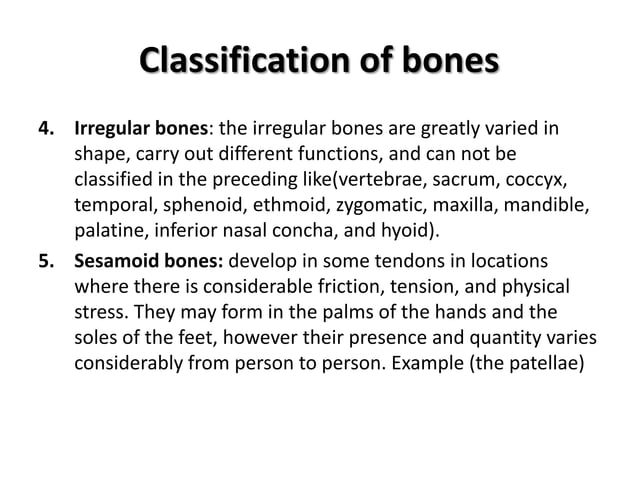 Classification of bones
4. Irregular bones: the irregular bones are greatly varied in
shape, carry out different functions, and can not be
classified in the preceding like(vertebrae, sacrum, coccyx,
temporal, sphenoid, ethmoid, zygomatic, maxilla, mandible,
palatine, inferior nasal concha, and hyoid).
5. Sesamoid bones: develop in some tendons in locations
where there is considerable friction, tension, and physical
stress. They may form in the palms of the hands and the
soles of the feet, however their presence and quantity varies
considerably from person to person. Example (the patellae)